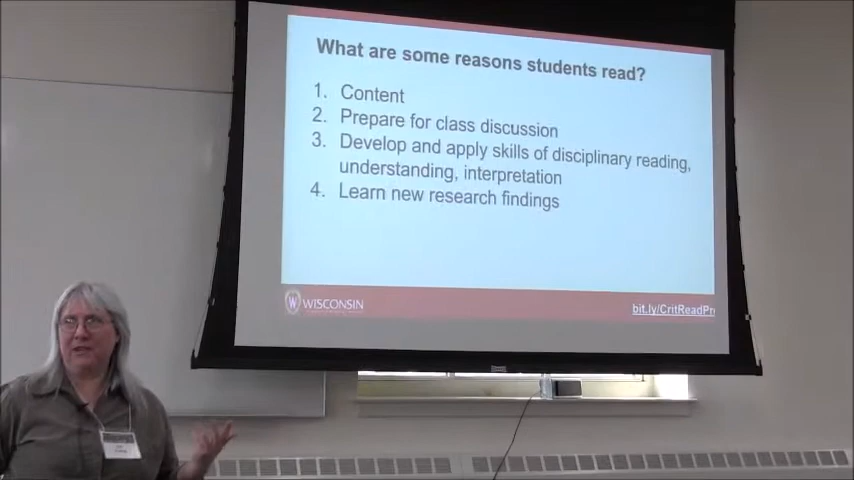 What are some reasons students read?
1. Content
2. Prepare for class discussion
3. Develop and apply skills of disciplinary reading,
understanding, interpretation
4. Learn new research findings
W WISCONSIN
bit.ly/CritReadPri